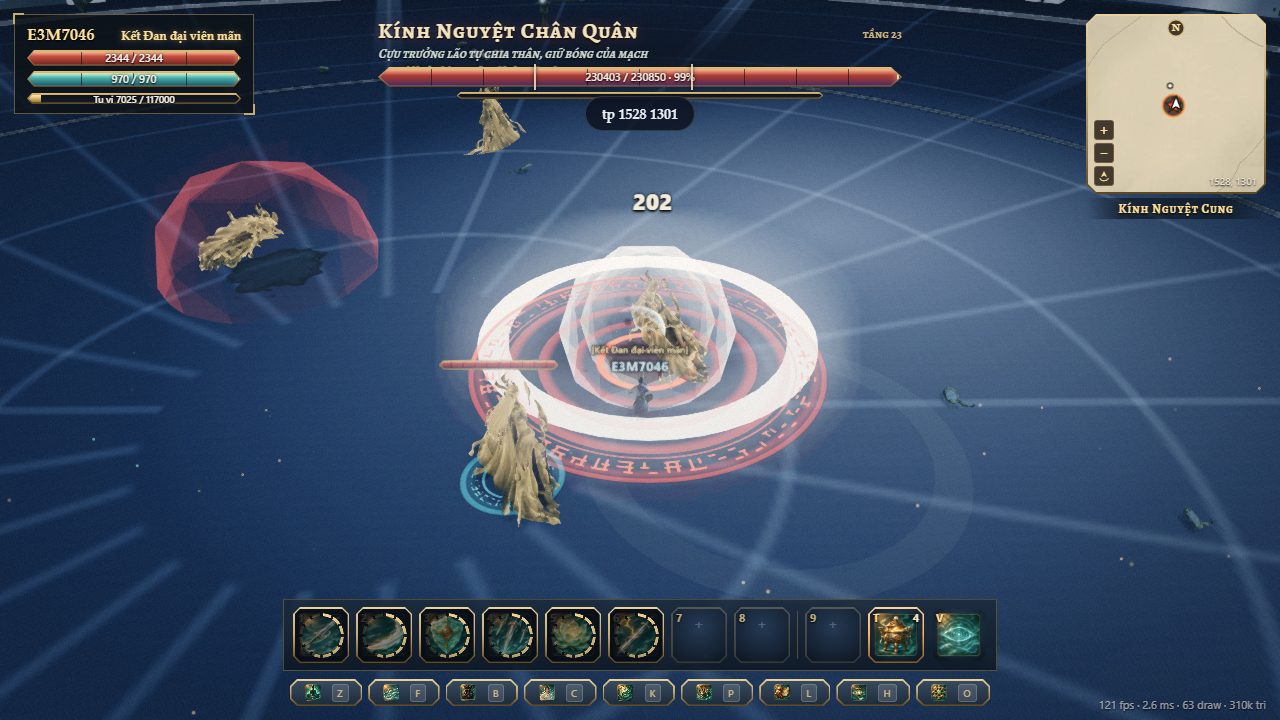 E3M7046 Kết Đan đại viên mãn
2344 / 2344
970 / 970
Tu vi 7025 / 117000
Kính Nguyệt Chân Quân
Tầng 23
Cựu trưởng lão tự chia thân, giữ bóng của mạch
230403 / 230850 · 99%
tp 1528 1301
N
+
−
1528, 1301
Kính Nguyệt Cung
202
[Kết Đan đại viên mãn]
E3M7046
7 + 8 + 9 + T 4 V
Z F B C K P L H O
121 fps · 2.6 ms · 63 draw · 310k tri